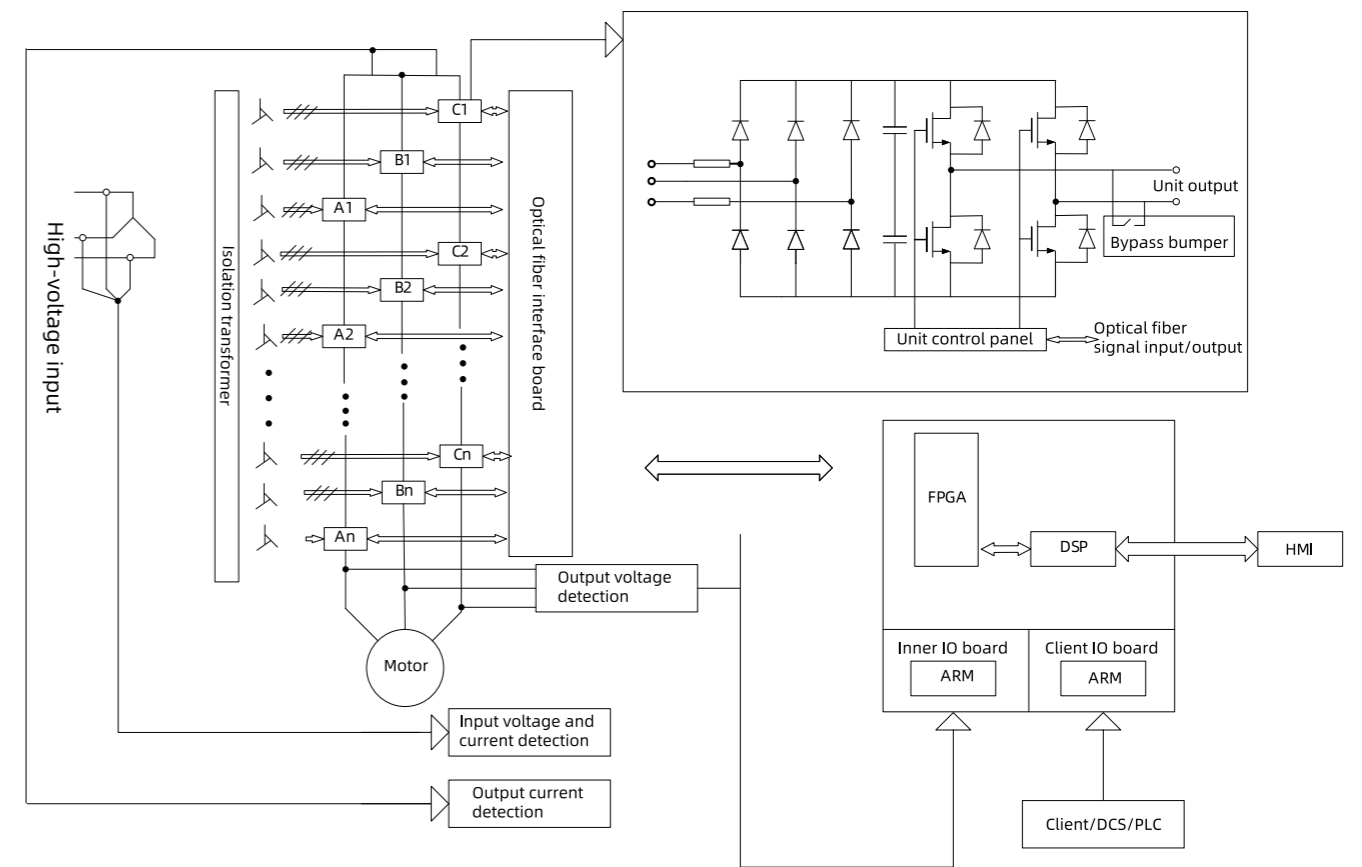 High-voltage input
Isolation transformer
C1
B1
A1
C2
B2
A2
Cn
Bn
An
Optical fiber interface board
Unit output
Bypass bumper
Unit control panel
Optical fiber
signal input/output
FPGA
DSP
HMI
Inner IO board
ARM
Client IO board
ARM
Client/DCS/PLC
Output voltage
detection
Motor
Input voltage and
current detection
Output current
detection